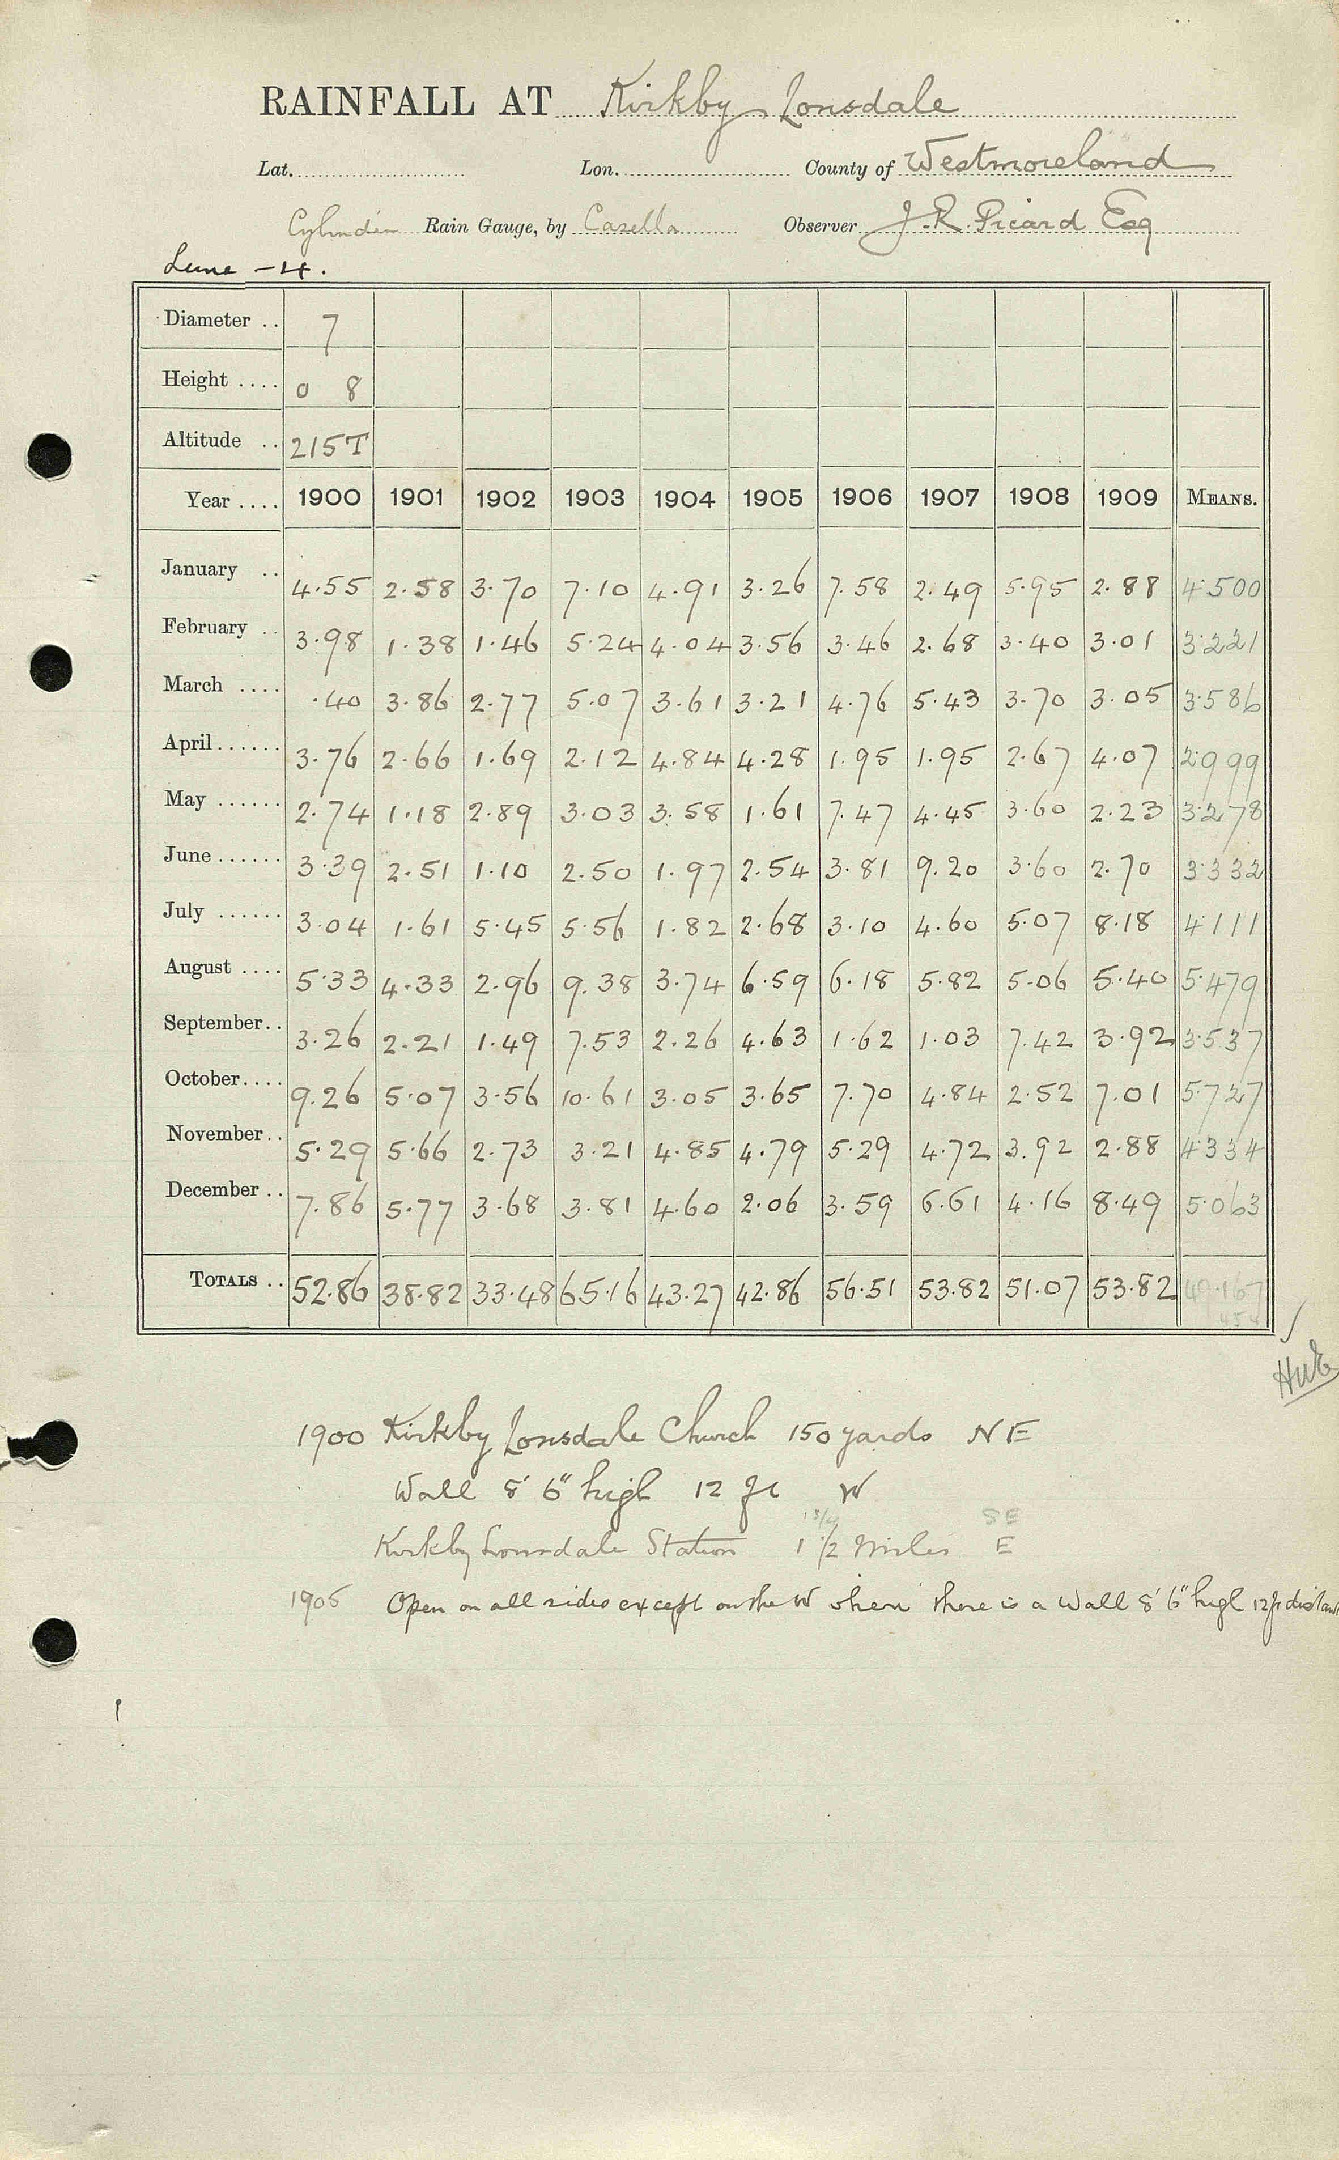 RAINFALL AT Kirkby Lonsdale
Lat. Lon. County of Westmoreland
Cylinder Rain Gauge, by Casella Observer J. R. Picard Esq
Lune - 4.
Diameter .. 7
Height .... 0 8
Altitude .. 215T
Year .... 1900 1901 1902 1903 1904 1905 1906 1907 1908 1909 MEANS.
January .. 4.55 2.58 3.70 7.10 4.91 3.26 7.58 2.49 5.95 2.88 4.500
February .. 3.98 1.38 1.46 5.24 4.04 3.56 3.46 2.68 3.40 3.01 3.221
March .... .40 3.86 2.77 5.07 3.61 3.21 4.76 5.43 3.70 3.05 3.586
April...... 3.76 2.66 1.69 2.12 4.84 4.28 1.95 1.95 2.67 4.07 2.999
May ...... 2.74 1.18 2.89 3.03 3.58 1.61 7.47 4.45 3.60 2.23 3.278
June...... 3.39 2.51 1.10 2.50 1.97 2.54 3.81 9.20 3.60 2.70 3.332
July ...... 3.04 1.61 5.45 5.56 1.82 2.68 3.10 4.60 5.07 8.18 4.111
August .... 5.33 4.33 2.96 9.38 3.74 6.59 6.18 5.82 5.06 5.40 5.479
September.. 3.26 2.21 1.49 7.53 2.26 4.63 1.62 1.03 7.42 3.92 3.537
October.... 9.26 5.07 3.56 10.61 3.05 3.65 7.70 4.84 2.52 7.01 5.727
November.. 5.29 5.66 2.73 3.21 4.85 4.79 5.29 4.72 3.92 2.88 4.334
December .. 7.86 5.77 3.68 3.81 4.60 2.06 3.59 6.61 4.16 8.49 5.063
TOTALS .. 52.86 38.82 33.48 65.16 43.27 42.86 56.51 53.82 51.07 53.82 49.167
1900 Kirkby Lonsdale Church 150 yards NE
Wall 8' 6" high 12 ft W
1 3/4 SE
Kirkby Lonsdale Station 1 1/2 Miles E
1906 Open on all sides except on the W where there is a Wall 8' 6" high 12 ft distant